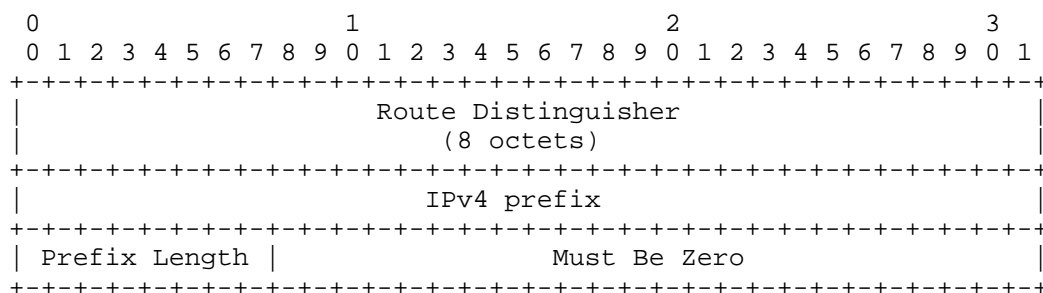 0                   1                   2                   3
 0 1 2 3 4 5 6 7 8 9 0 1 2 3 4 5 6 7 8 9 0 1 2 3 4 5 6 7 8 9 0 1
+-+-+-+-+-+-+-+-+-+-+-+-+-+-+-+-+-+-+-+-+-+-+-+-+-+-+-+-+-+-+-+-+
|                      Route Distinguisher                      |
|                          (8 octets)                           |
+-+-+-+-+-+-+-+-+-+-+-+-+-+-+-+-+-+-+-+-+-+-+-+-+-+-+-+-+-+-+-+-+
|                         IPv4 prefix                           |
+-+-+-+-+-+-+-+-+-+-+-+-+-+-+-+-+-+-+-+-+-+-+-+-+-+-+-+-+-+-+-+-+
| Prefix Length |                 Must Be Zero                  |
+-+-+-+-+-+-+-+-+-+-+-+-+-+-+-+-+-+-+-+-+-+-+-+-+-+-+-+-+-+-+-+-+